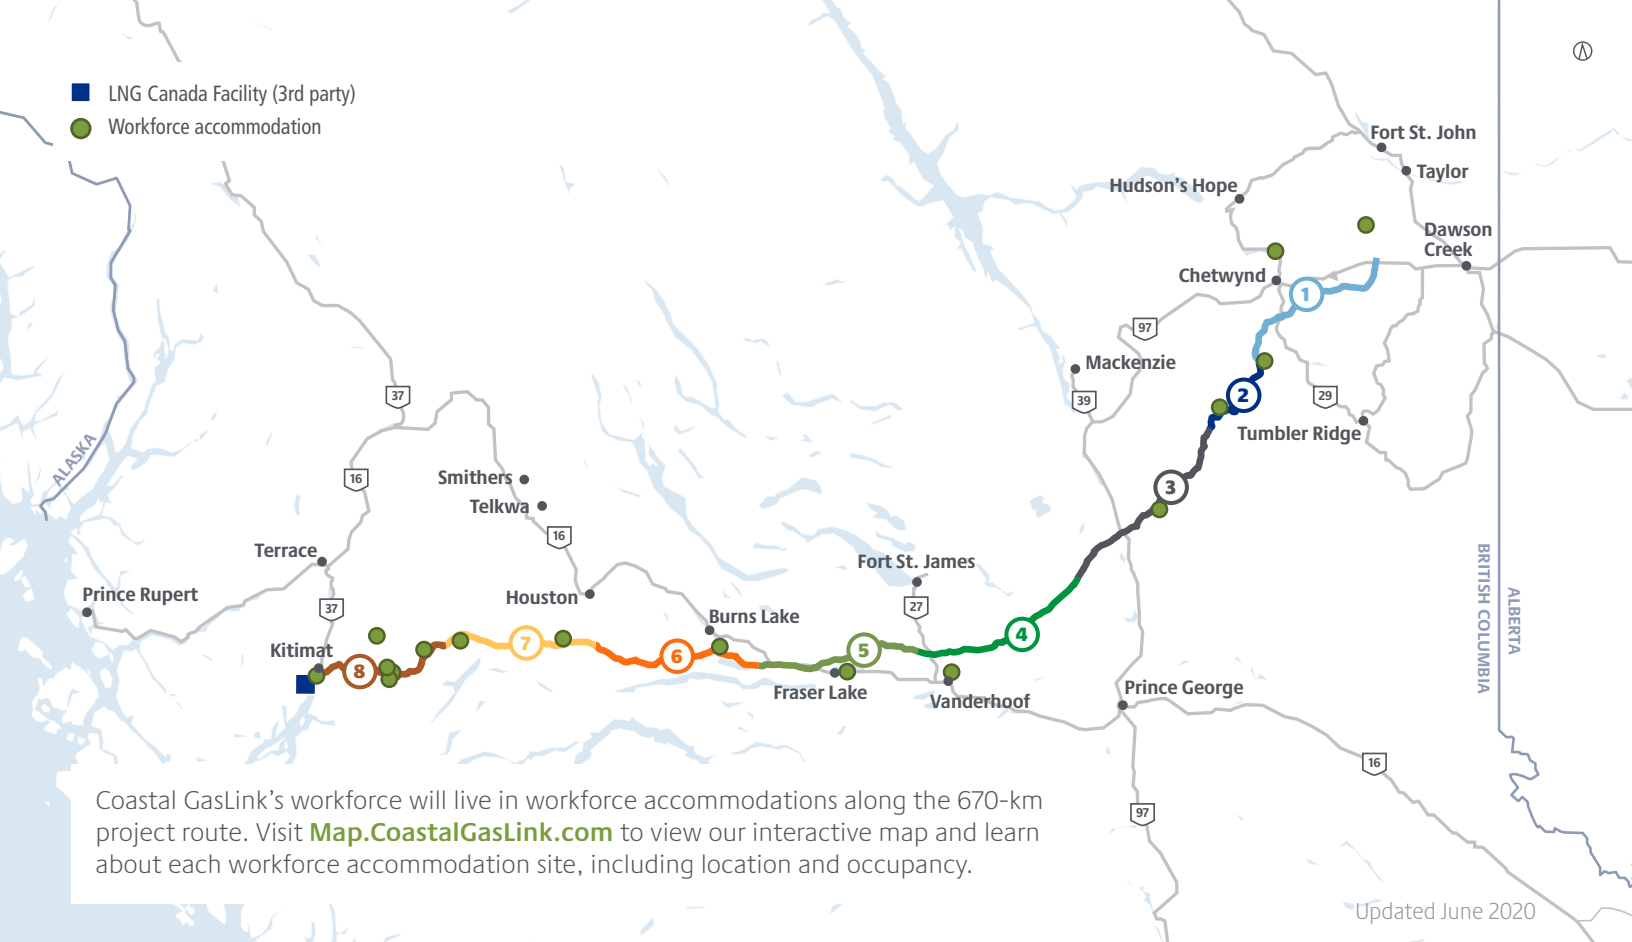 LNG Canada Facility (3rd party)
Workforce accommodation
Fort St. John
Taylor
Hudson's Hope
Dawson
Creek
Chetwynd
1
97
Mackenzie
39
2
29
Tumbler Ridge
37
ALASKA
16
Smithers
Telkwa
16
3
Terrace
Fort St. James
BRITISH COLUMBIA
ALBERTA
Prince Rupert
37
Houston
27
Burns Lake
4
Kitimat
7
6
5
8
Fraser Lake
Vanderhoof
Prince George
16
97
Coastal GasLink's workforce will live in workforce accommodations along the 670-km
project route. Visit Map.CoastalGasLink.com to view our interactive map and learn
about each workforce accommodation site, including location and occupancy.
Updated June 2020